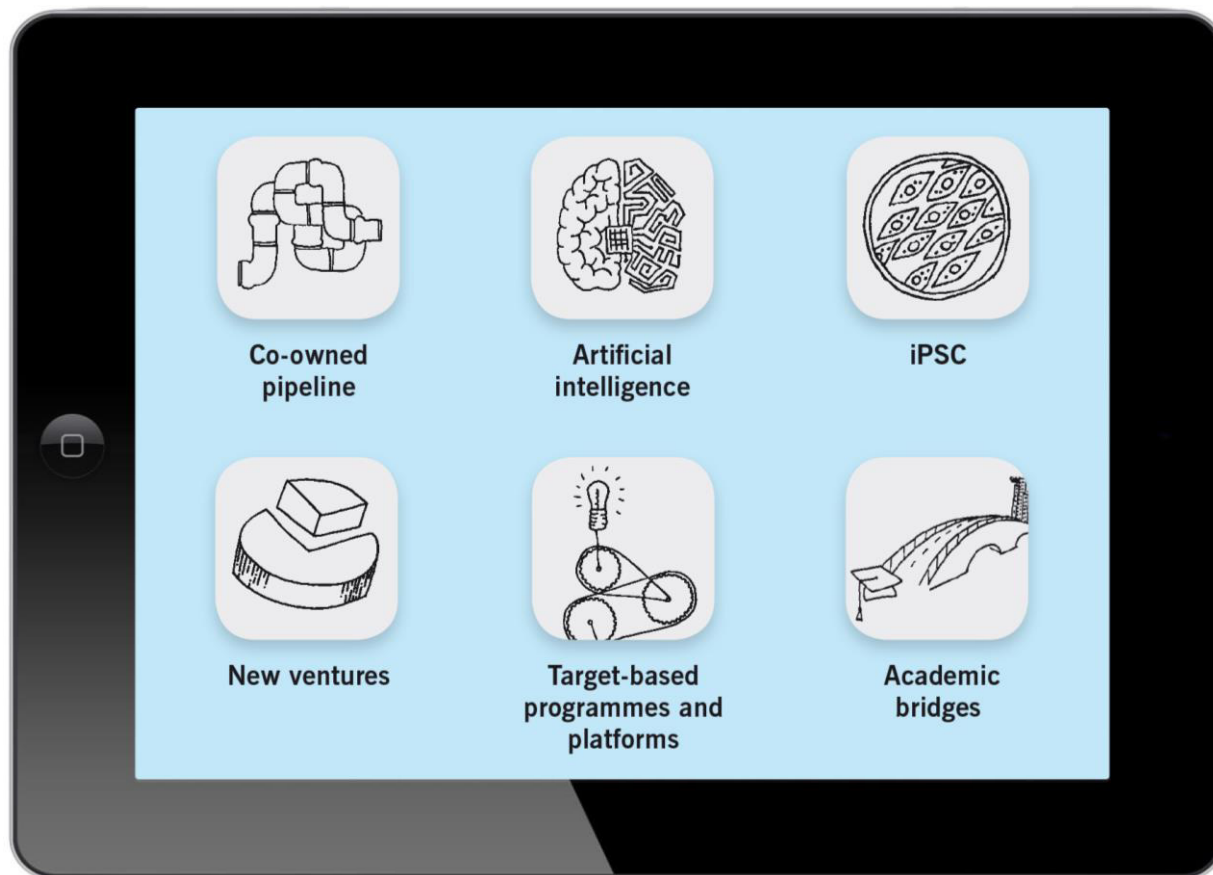 Co-owned
pipeline
Artificial
intelligence
iPSC
New ventures
Target-based
programmes and
platforms
Academic
bridges